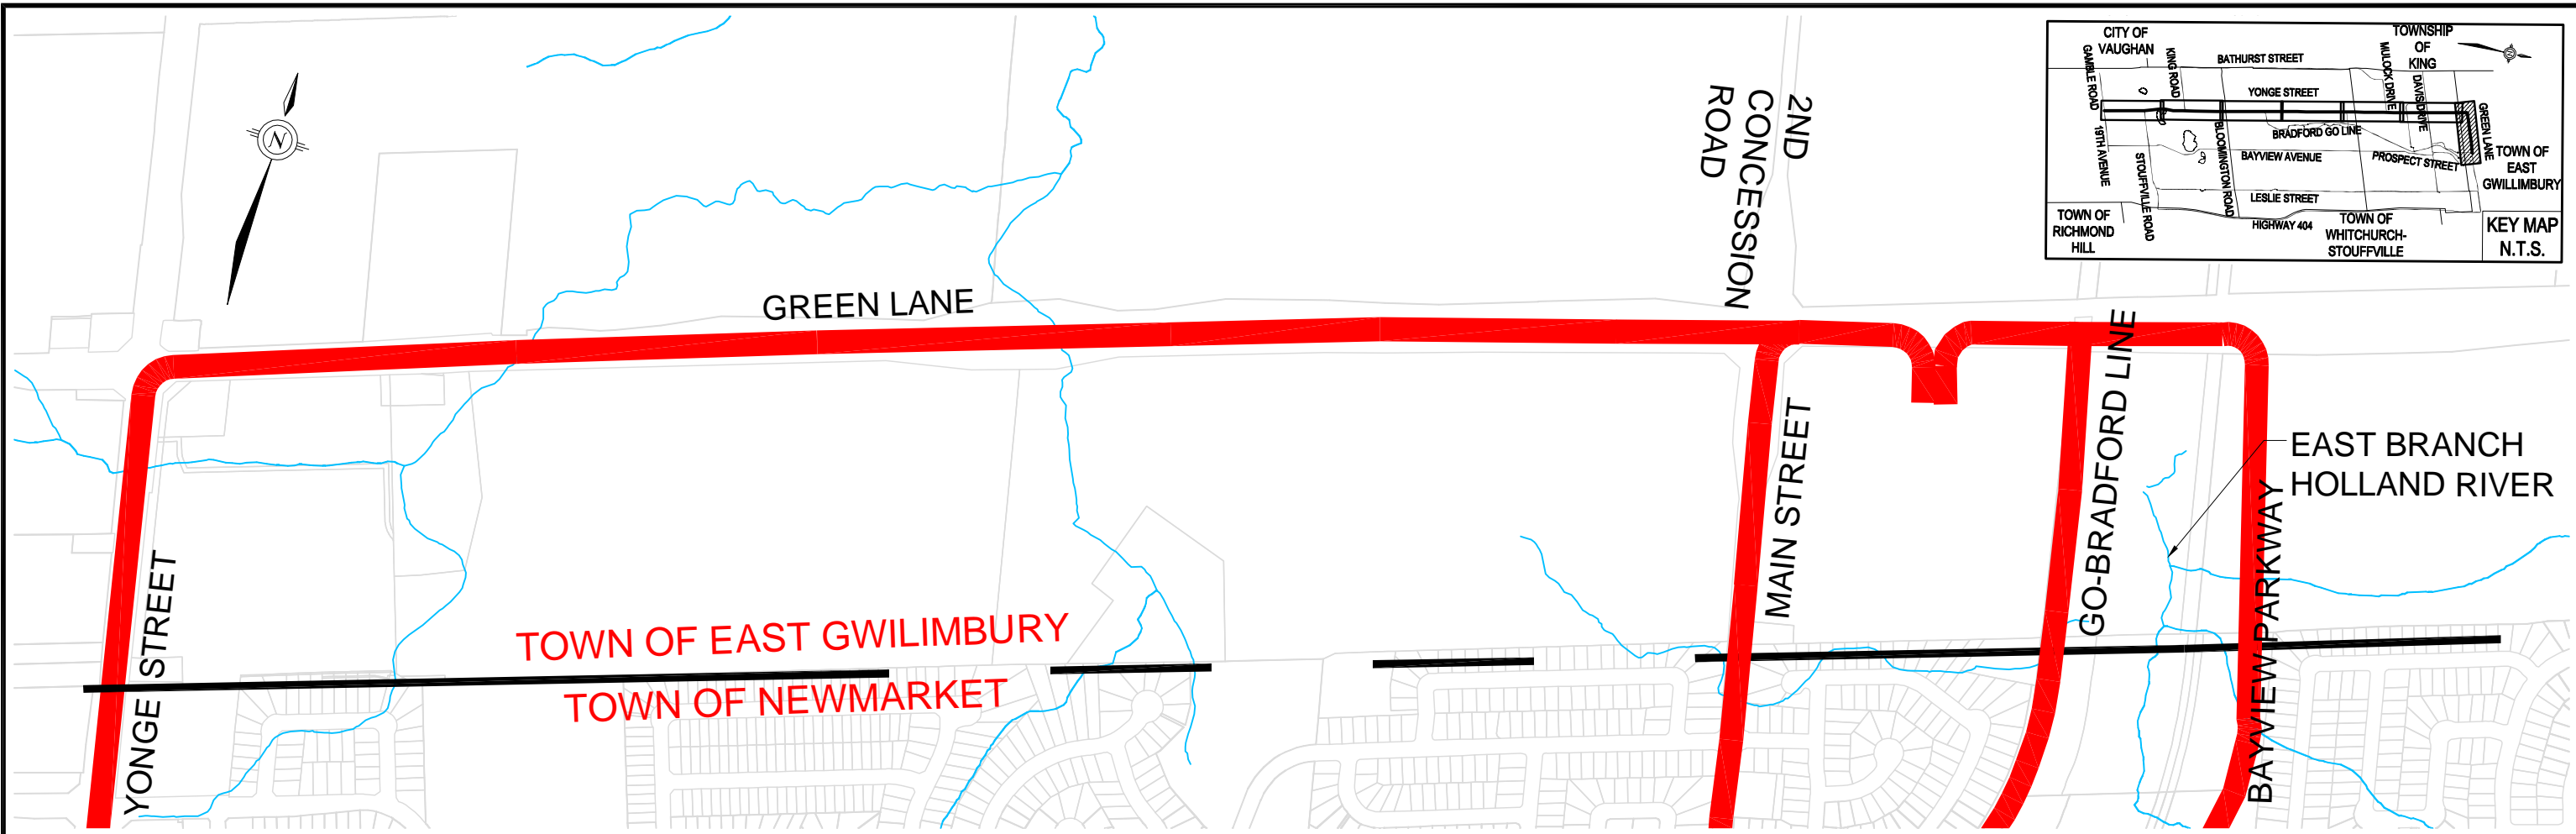 CITY OF
VAUGHAN
TOWNSHIP
OF
KING
GAMBLE ROAD
KING ROAD
BATHURST STREET
MULOCK DRIVE
DAVIS DRIVE
YONGE STREET
GREEN LANE
BRADFORD GO LINE
19TH AVENUE
STOUFFVILLE ROAD
BLOOMINGTON ROAD
BAYVIEW AVENUE
PROSPECT STREET
TOWN OF
EAST
GWILLIMBURY
LESLIE STREET
TOWN OF
RICHMOND
HILL
HIGHWAY 404
TOWN OF
WHITCHURCH-
STOUFFVILLE
KEY MAP
N.T.S.
N
N
2ND
CONCESSION
ROAD
GREEN LANE
GO-BRADFORD LINE
MAIN STREET
EAST BRANCH
HOLLAND RIVER
BAYVIEW PARKWAY
YONGE STREET
TOWN OF EAST GWILIMBURY
TOWN OF NEWMARKET